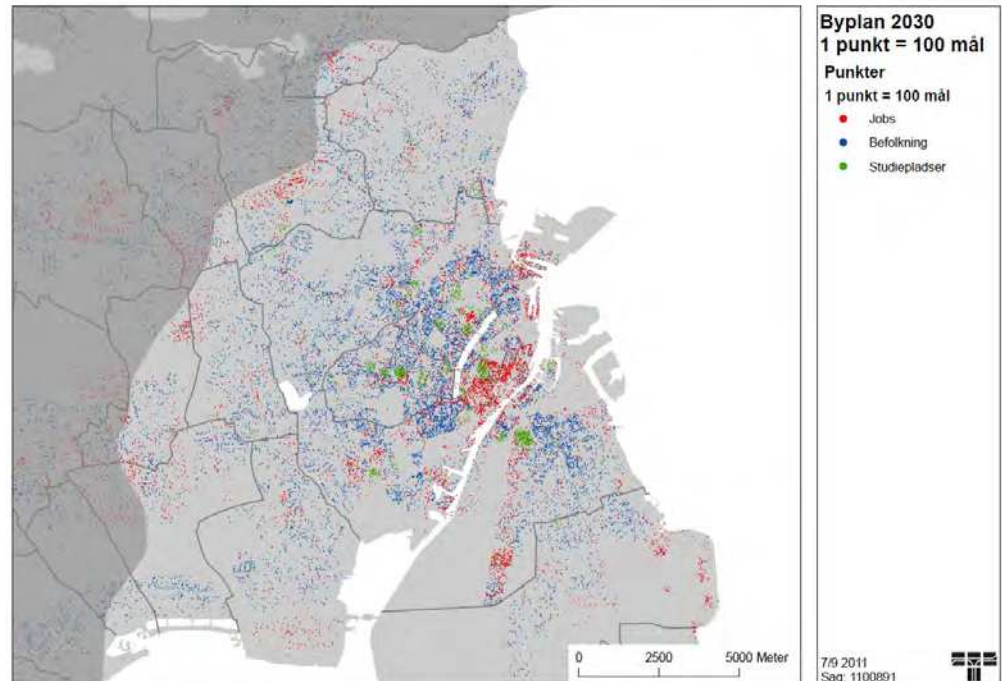 Byplan 2030
1 punkt = 100 mål
Punkter
1 punkt = 100 mål
Jobs
Befolkning
Studiepladser
0 2500 5000 Meter
7/9 2011
Sag: 1100891